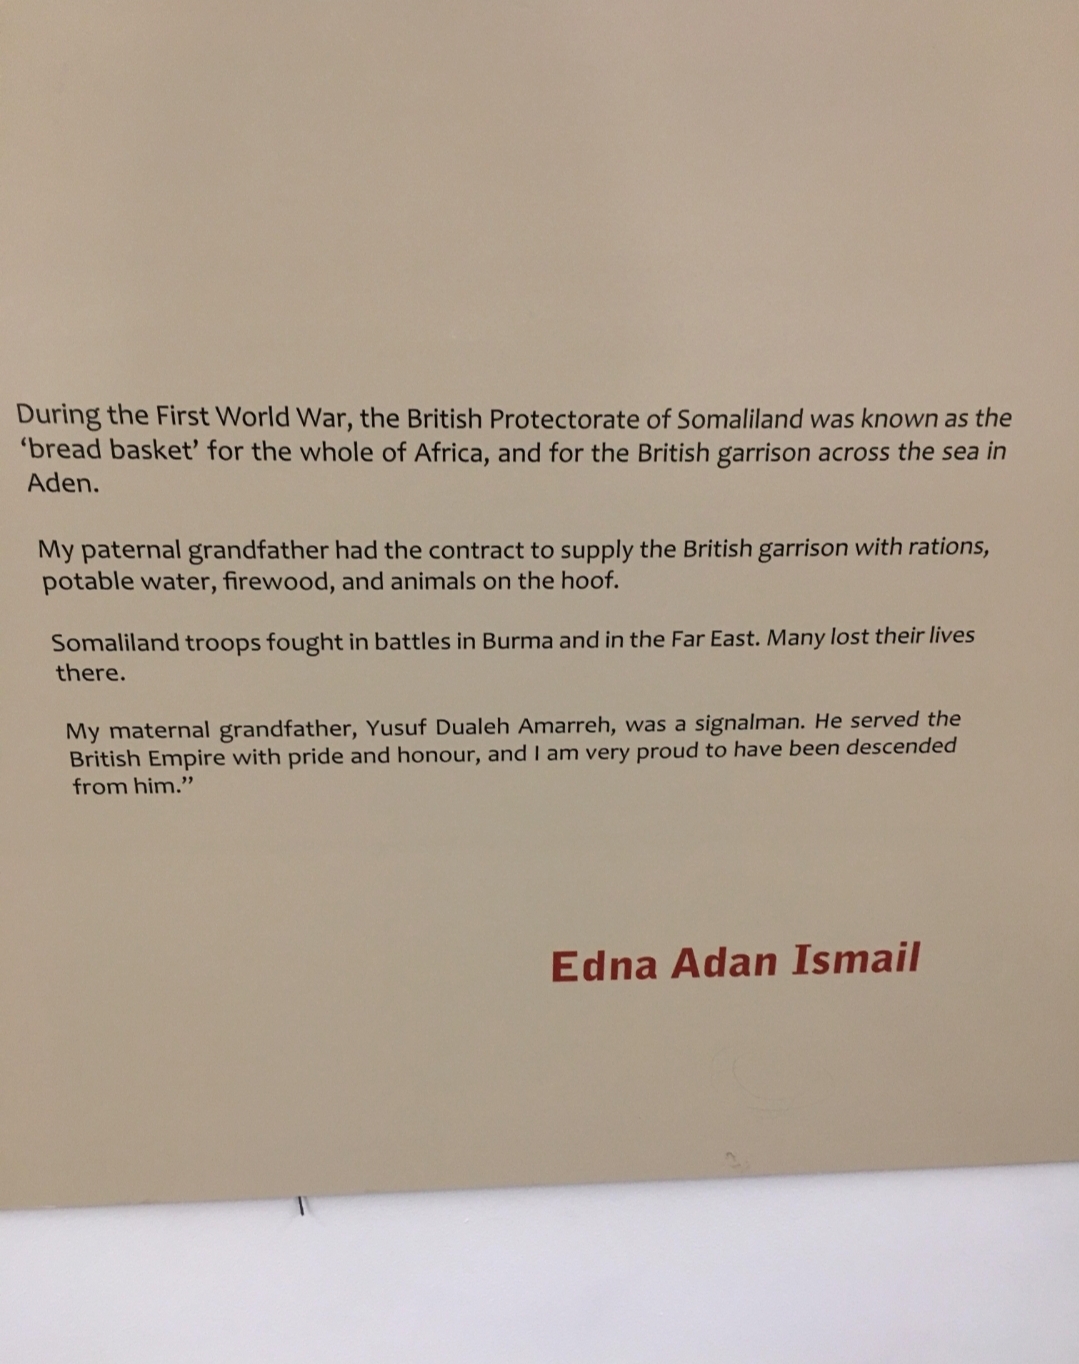 During the First World War, the British Protectorate of Somaliland was known as the
‘bread basket’ for the whole of Africa, and for the British garrison across the sea in
Aden.
My paternal grandfather had the contract to supply the British garrison with rations,
potable water, firewood, and animals on the hoof.
Somaliland troops fought in battles in Burma and in the Far East. Many lost their lives
there.
My maternal grandfather, Yusuf Dualeh Amarreh, was a signalman. He served the
British Empire with pride and honour, and I am very proud to have been descended
from him.”
Edna Adan Ismail